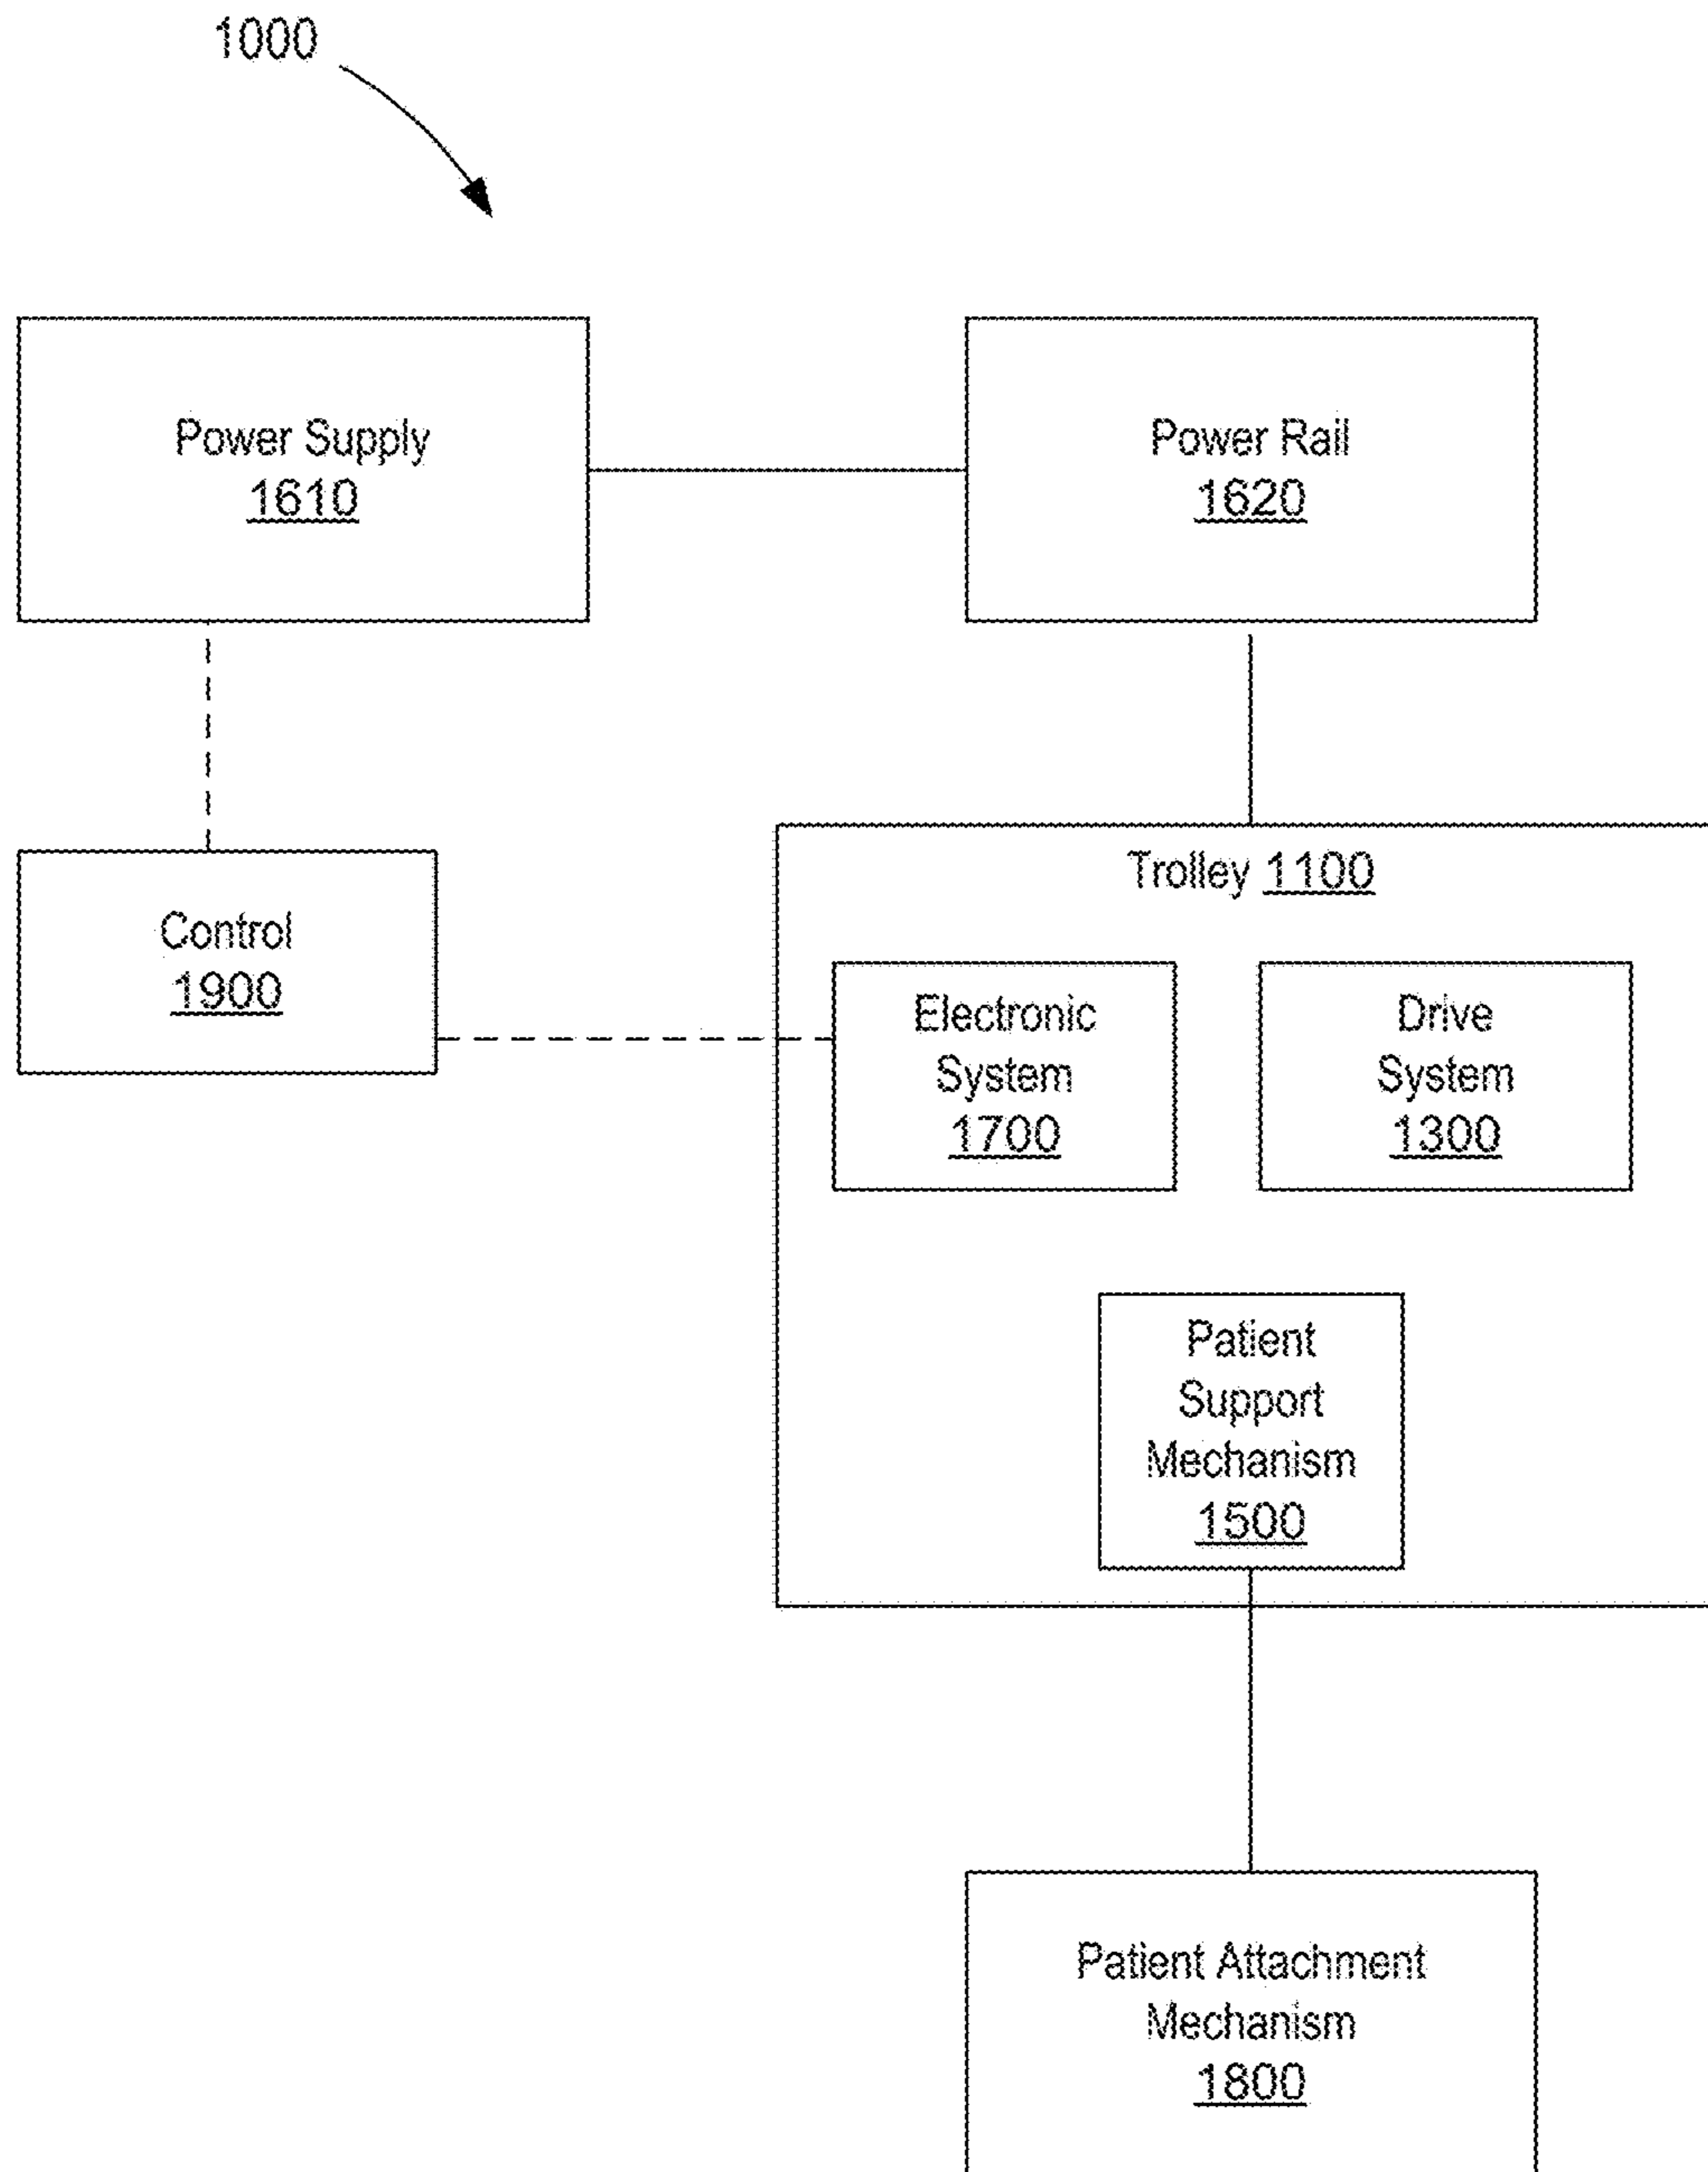 1000
Power Supply
1610
Power Rail
1620
Control
1900
Trolley 1100
Electronic
System
1700
Drive
System
1300
Patient
Support
Mechanism
1500
Patient Attachment
Mechanism
1800